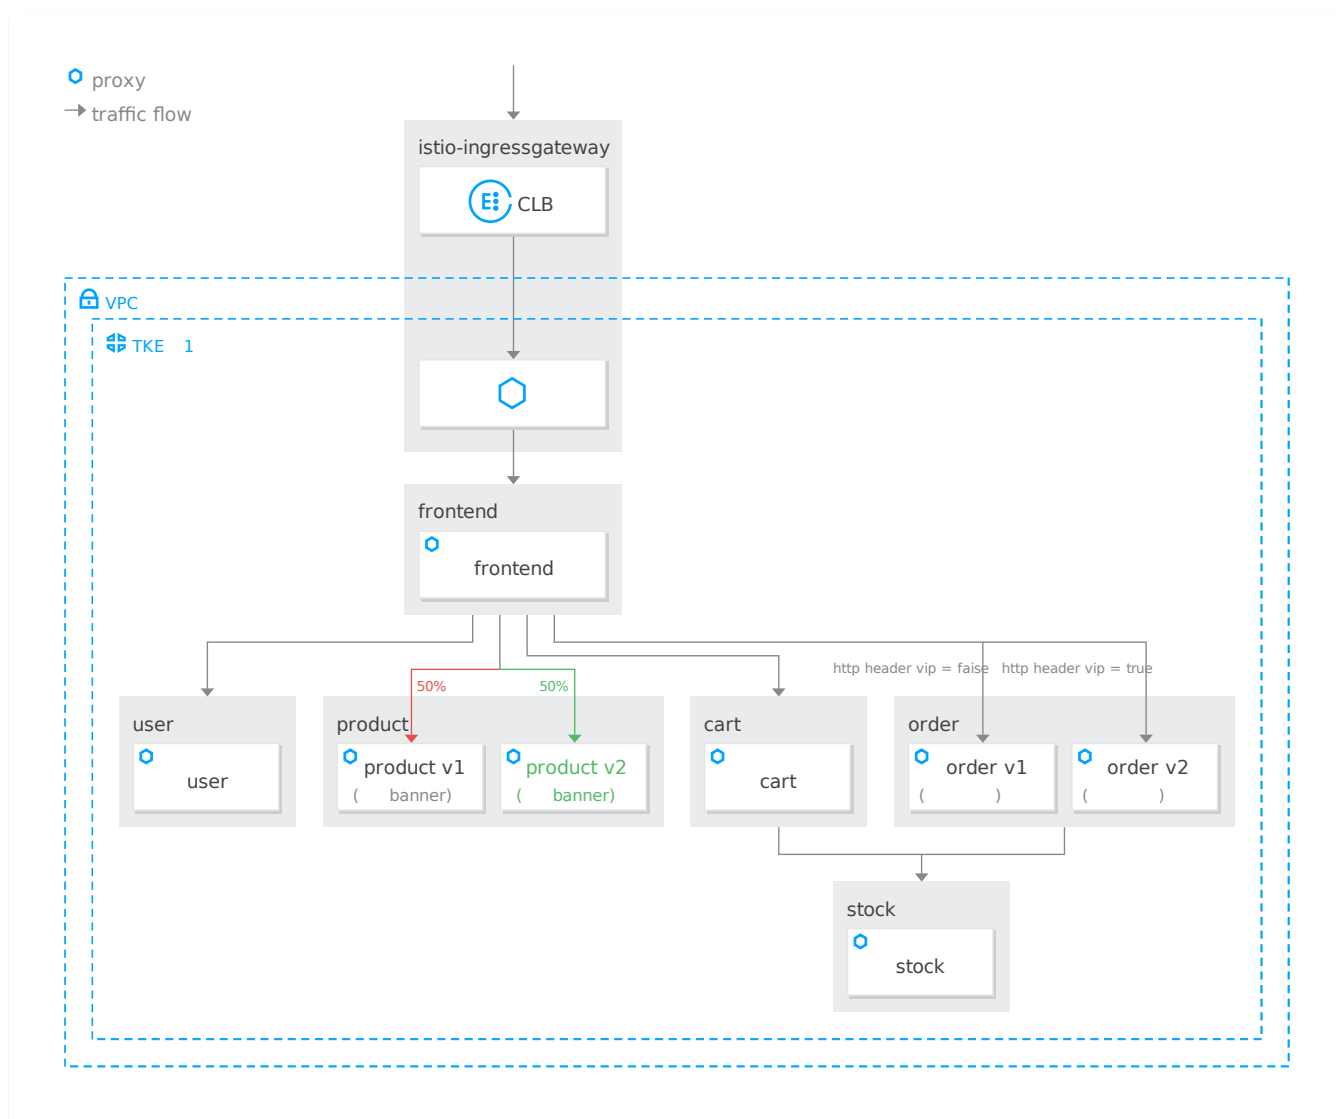 proxy
traffic flow
istio-ingressgateway
CLB
VPC
TKE 1
frontend
frontend
http header vip = faise
http header vip = true
50%
50%
user
product
cart
order
user
product v1
( banner)
product v2
( banner)
cart
order v1
( )
order v2
( )
stock
stock